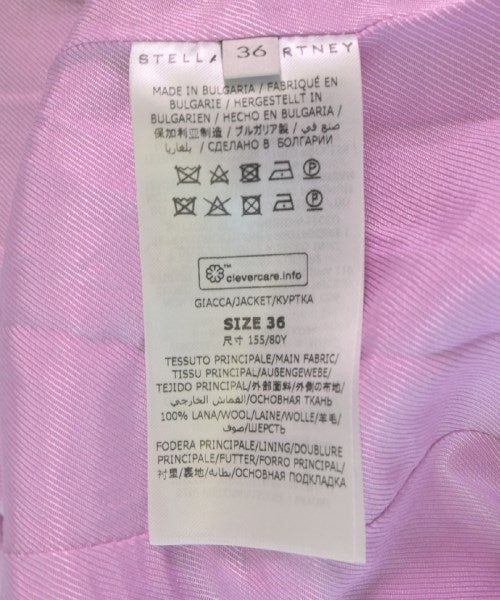 STELL 36 RTNEY
MADE IN BULGARIA / FABRIQUÉ EN
BULGARIE / HERGESTELLT IN
BULGARIEN / HECHO EN BULGARIA/
保加利亚制造 / ブルガリア製 / صنع في
بلغاريا / СДЕЛАНО В БОЛГАРИИ
P
P
clevercare.info™
GIACCA/JACKET/КУРТКА
SIZE 36
尺寸 155/80Y
TESSUTO PRINCIPALE/MAIN FABRIC/
TISSU PRINCIPAL/AUßENGEWEBE/
TEJIDO PRINCIPAL/外部面料/外側の布地/
القماش الخارجي/ОСНОВНАЯ ТКАНЬ
100% LANA/WOOL/LAINE/WOLLE/羊毛/
صوف/ШЕРСТЬ
FODERA PRINCIPALE/LINING/DOUBLURE
PRINCIPALE/FUTTER/FORRO PRINCIPAL/
衬里/裏地/بطانه/ОСНОВНАЯ ПОДКЛАДКА